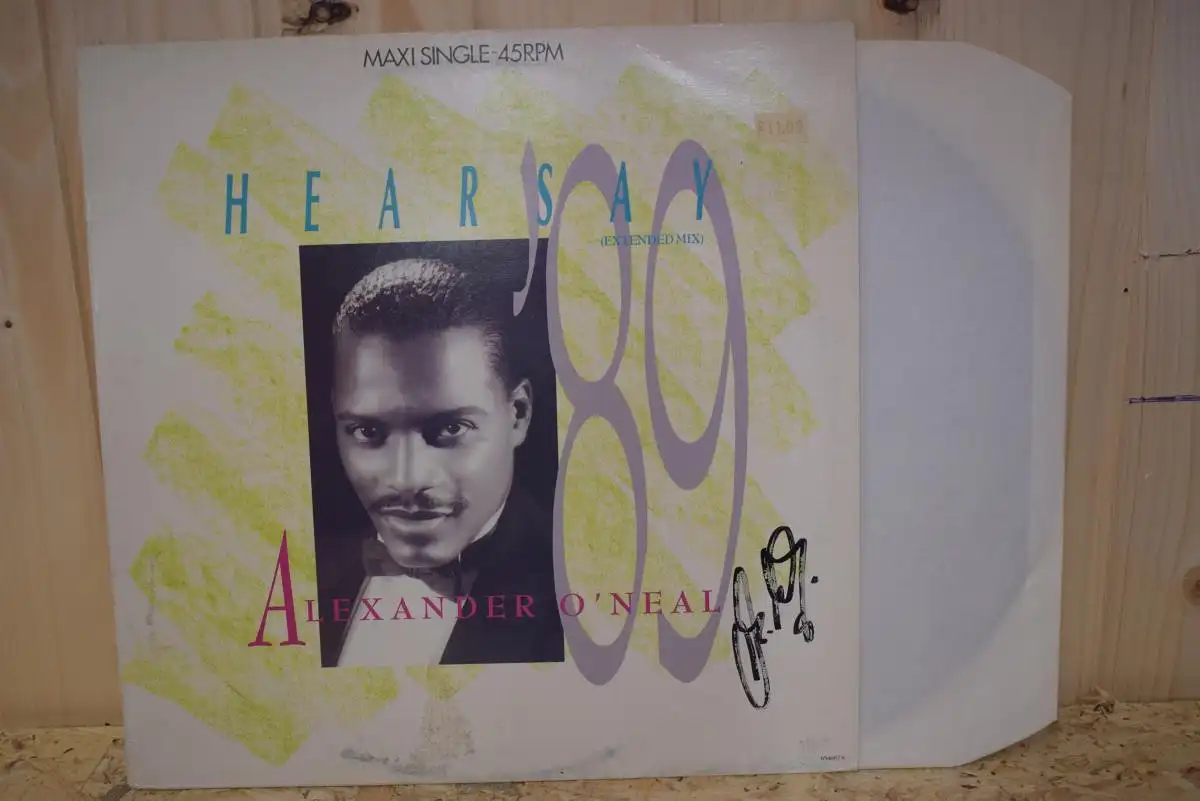 MAXI SINGLE-45RPM
HEARSAY
'89
(EXTENDED MIX)
ALEXANDER O'NEAL